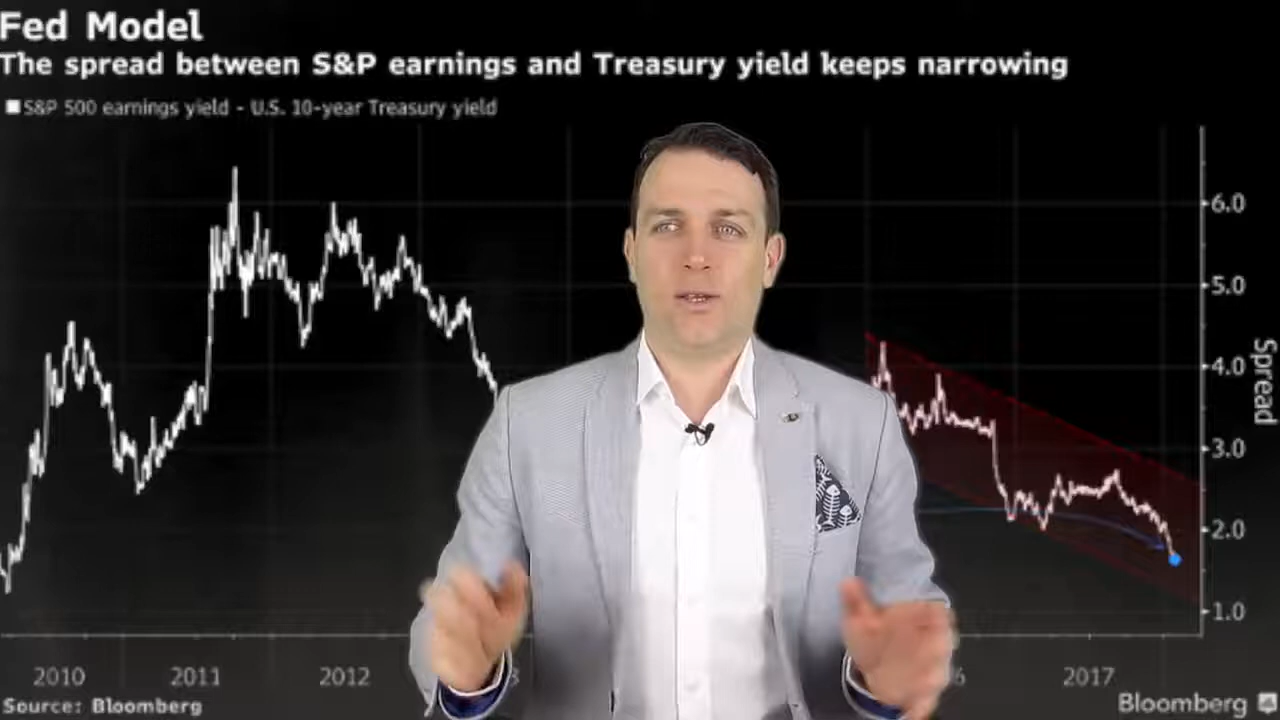 Fed Model
The spread between S&P earnings and Treasury yield keeps narrowing
S&P 500 earnings yield - U.S. 10-year Treasury yield
6.0
5.0
4.0
3.0
2.0
1.0
Spread
2010 2011 2012 3 6 2017
Source: Bloomberg
Bloomberg